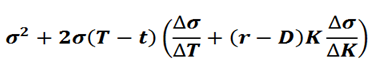 σ² + 2σ(T − t) (Δσ/ΔT + (r − D)K Δσ/ΔK)